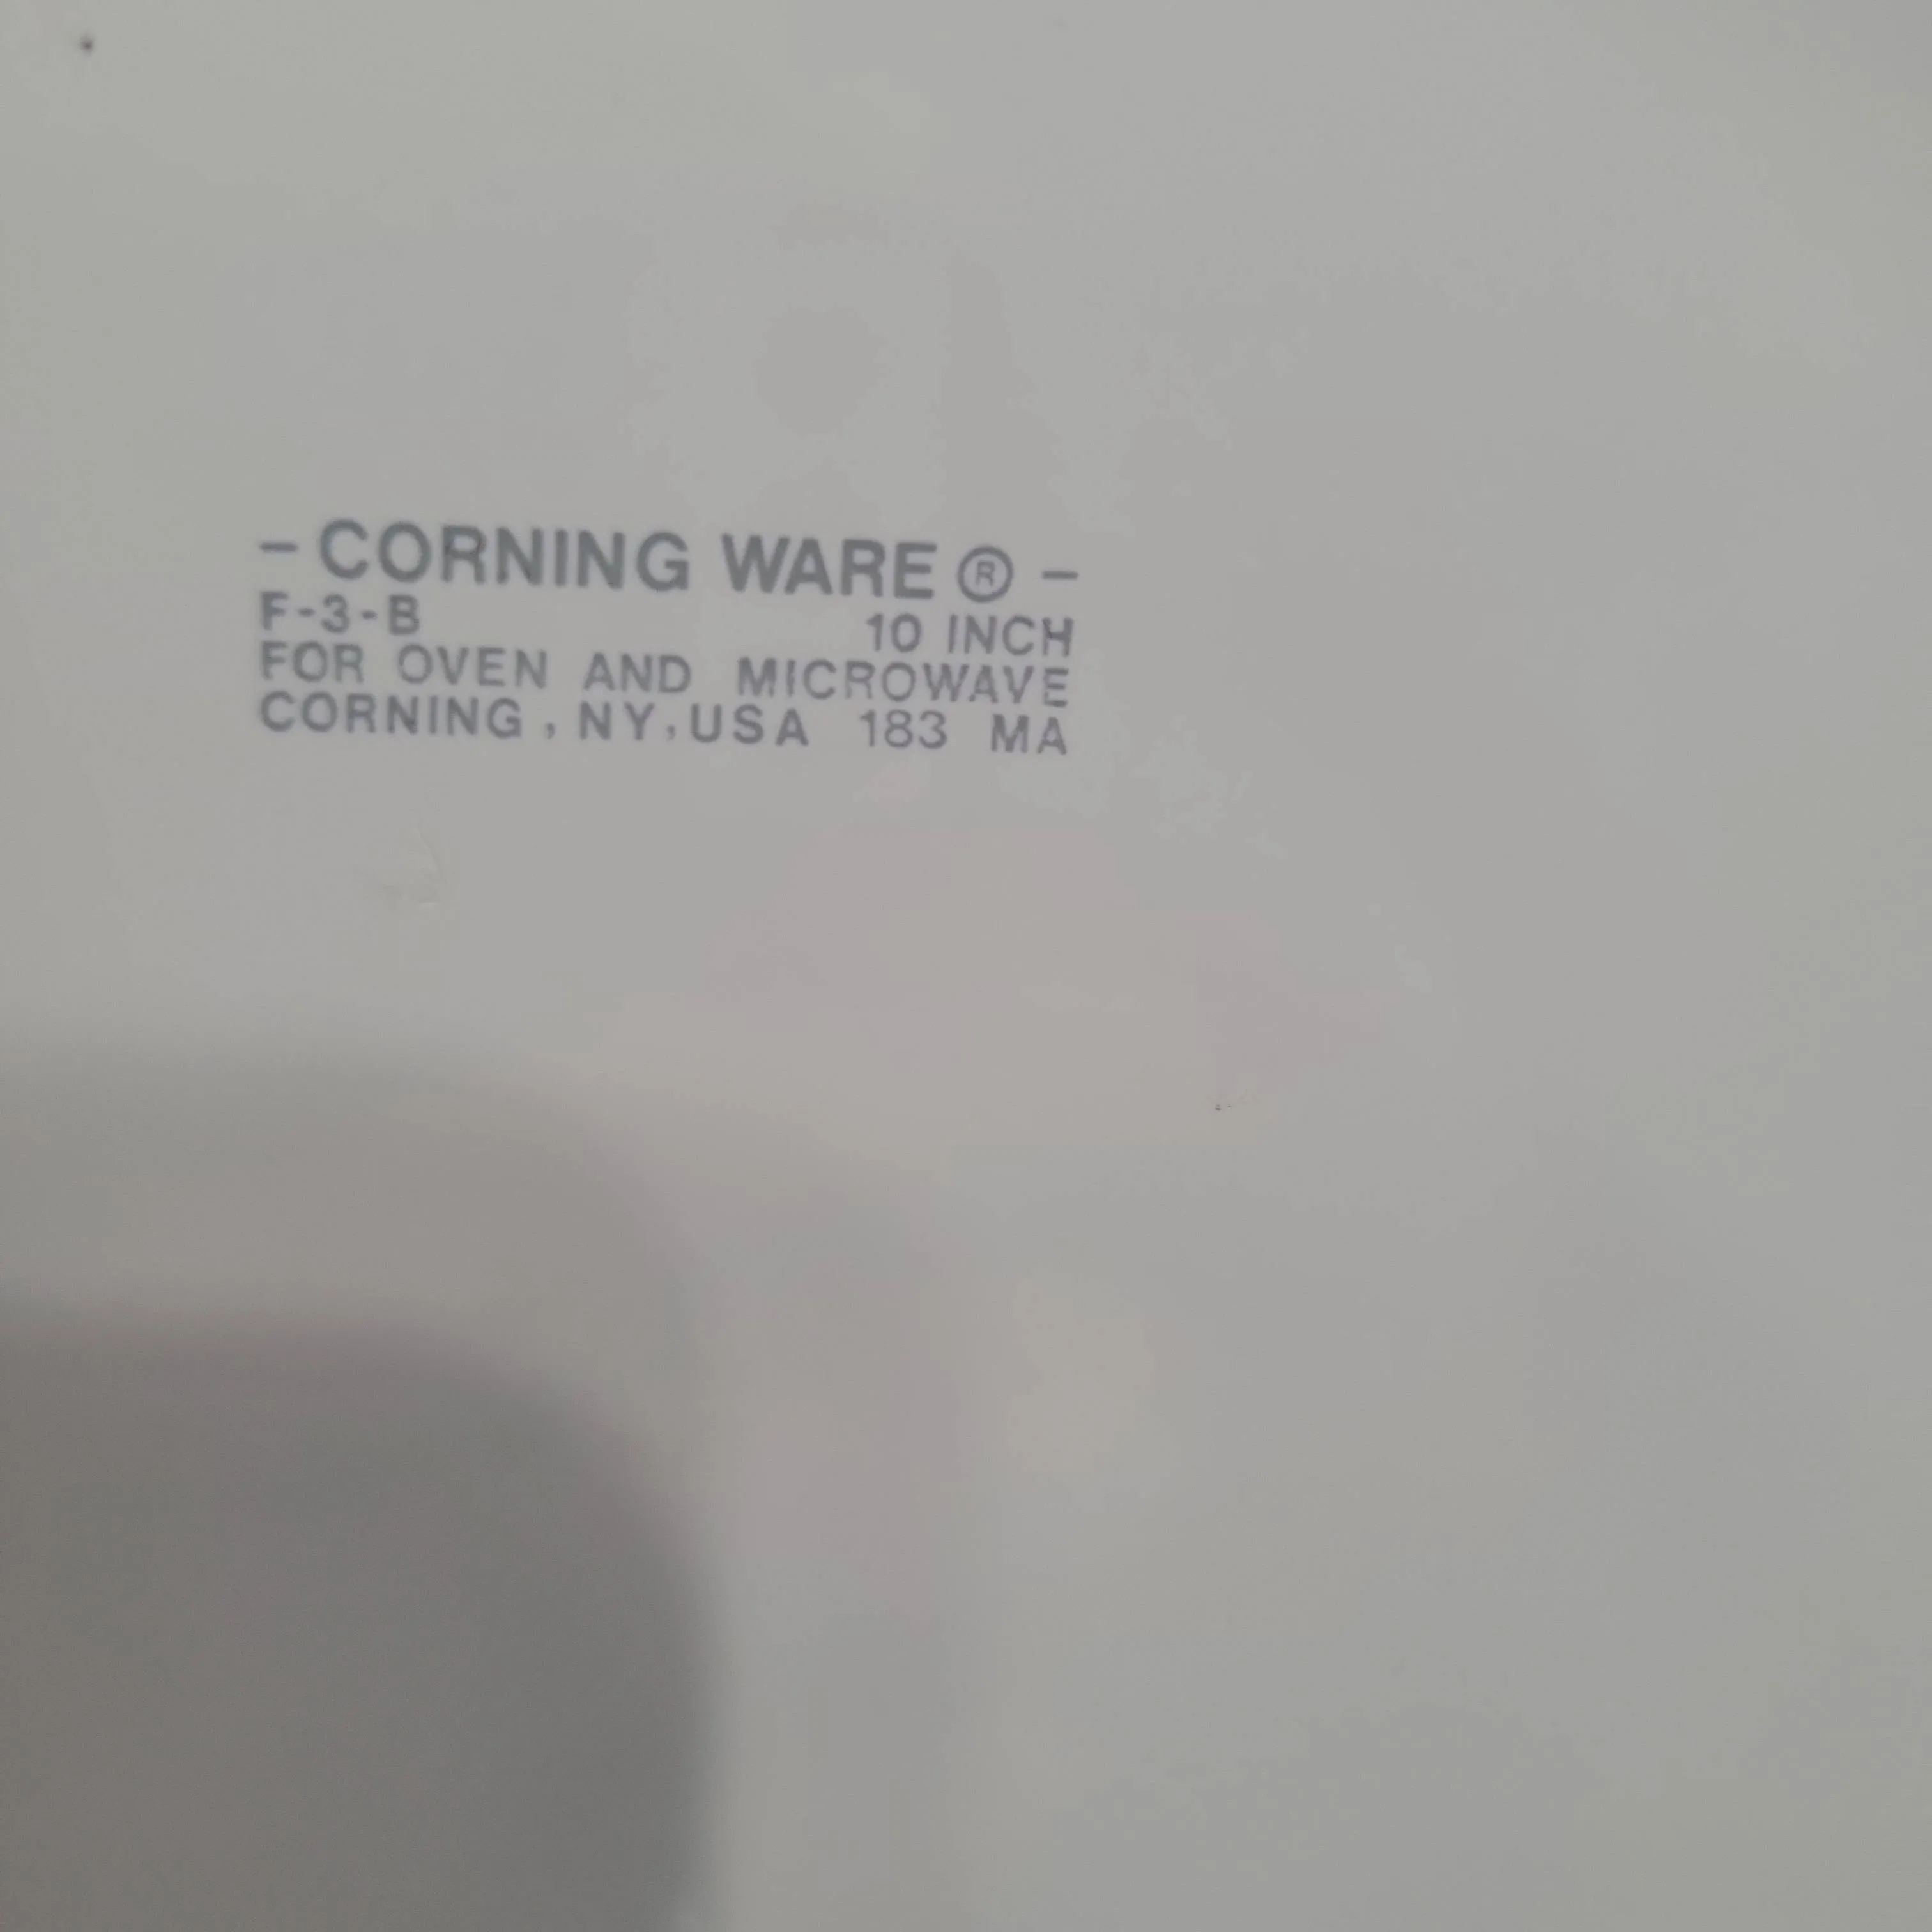 - CORNING WARE ® -
F-3-B 10 INCH
FOR OVEN AND MICROWAVE
CORNING, NY, USA 183 MA